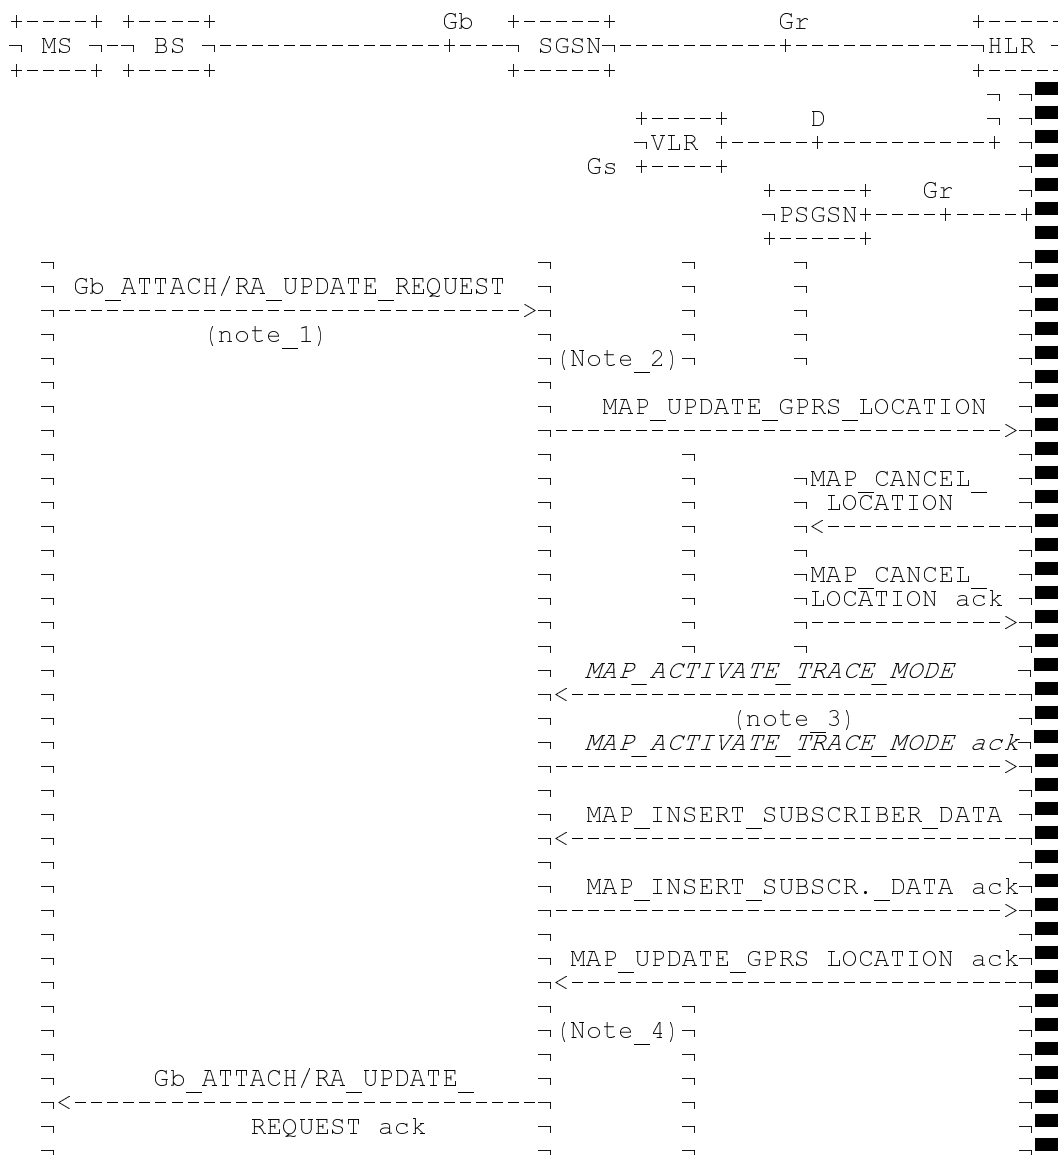 Gb Gr
MS BS SGSN HLR
D
VLR
Gs
Gr
PSGSN
Gb_ATTACH/RA_UPDATE_REQUEST
(note_1)
(Note_2)
MAP_UPDATE_GPRS_LOCATION
MAP_CANCEL_
LOCATION
MAP_CANCEL_
LOCATION ack
MAP_ACTIVATE_TRACE_MODE
(note_3)
MAP_ACTIVATE_TRACE_MODE ack
MAP_INSERT_SUBSCRIBER_DATA
MAP_INSERT_SUBSCR._DATA ack
MAP_UPDATE_GPRS LOCATION ack
(Note_4)
Gb_ATTACH/RA_UPDATE_
REQUEST ack